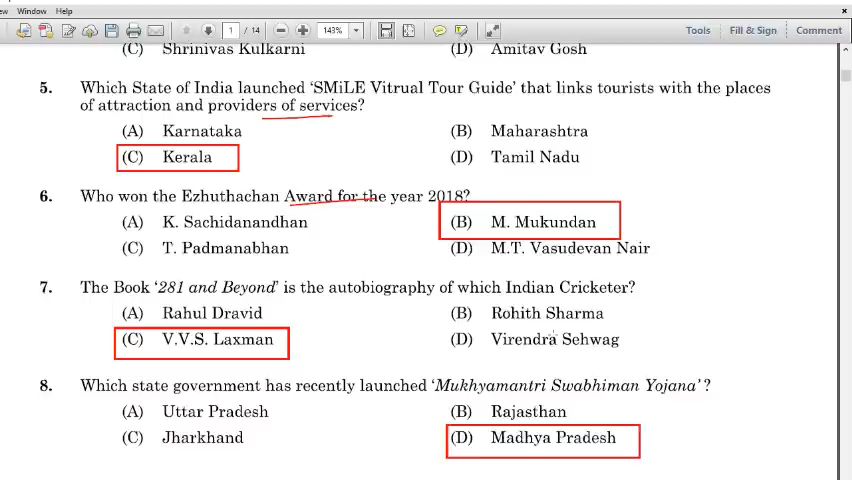 ew Window Help
1 / 14 143% Tools Fill & Sign Comment
(C) Shrinivas Kulkarni (D) Amitav Gosh
5. Which State of India launched ‘SMiLE Vitrual Tour Guide’ that links tourists with the places
of attraction and providers of services?
(A) Karnataka (B) Maharashtra
(C) Kerala (D) Tamil Nadu
6. Who won the Ezhuthachan Award for the year 2018?
(A) K. Sachidanandhan (B) M. Mukundan
(C) T. Padmanabhan (D) M.T. Vasudevan Nair
7. The Book ‘281 and Beyond’ is the autobiography of which Indian Cricketer?
(A) Rahul Dravid (B) Rohith Sharma
(C) V.V.S. Laxman (D) Virendra Sehwag
8. Which state government has recently launched ‘Mukhyamantri Swabhiman Yojana’?
(A) Uttar Pradesh (B) Rajasthan
(C) Jharkhand (D) Madhya Pradesh